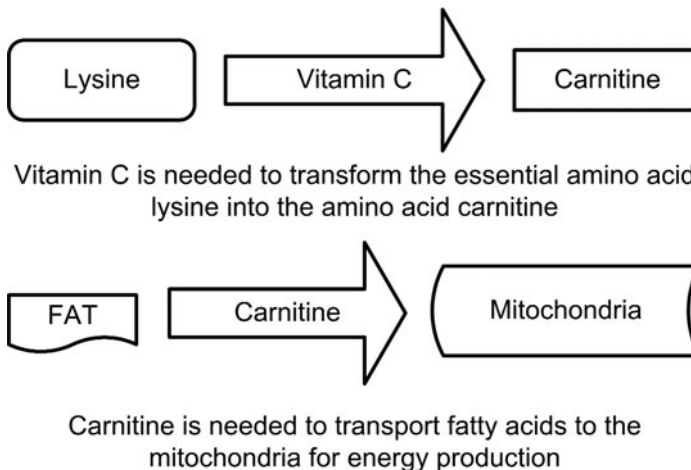 Lysine Vitamin C Carnitine
Vitamin C is needed to transform the essential amino acid
lysine into the amino acid carnitine
FAT Carnitine Mitochondria
Carnitine is needed to transport fatty acids to the
mitochondria for energy production